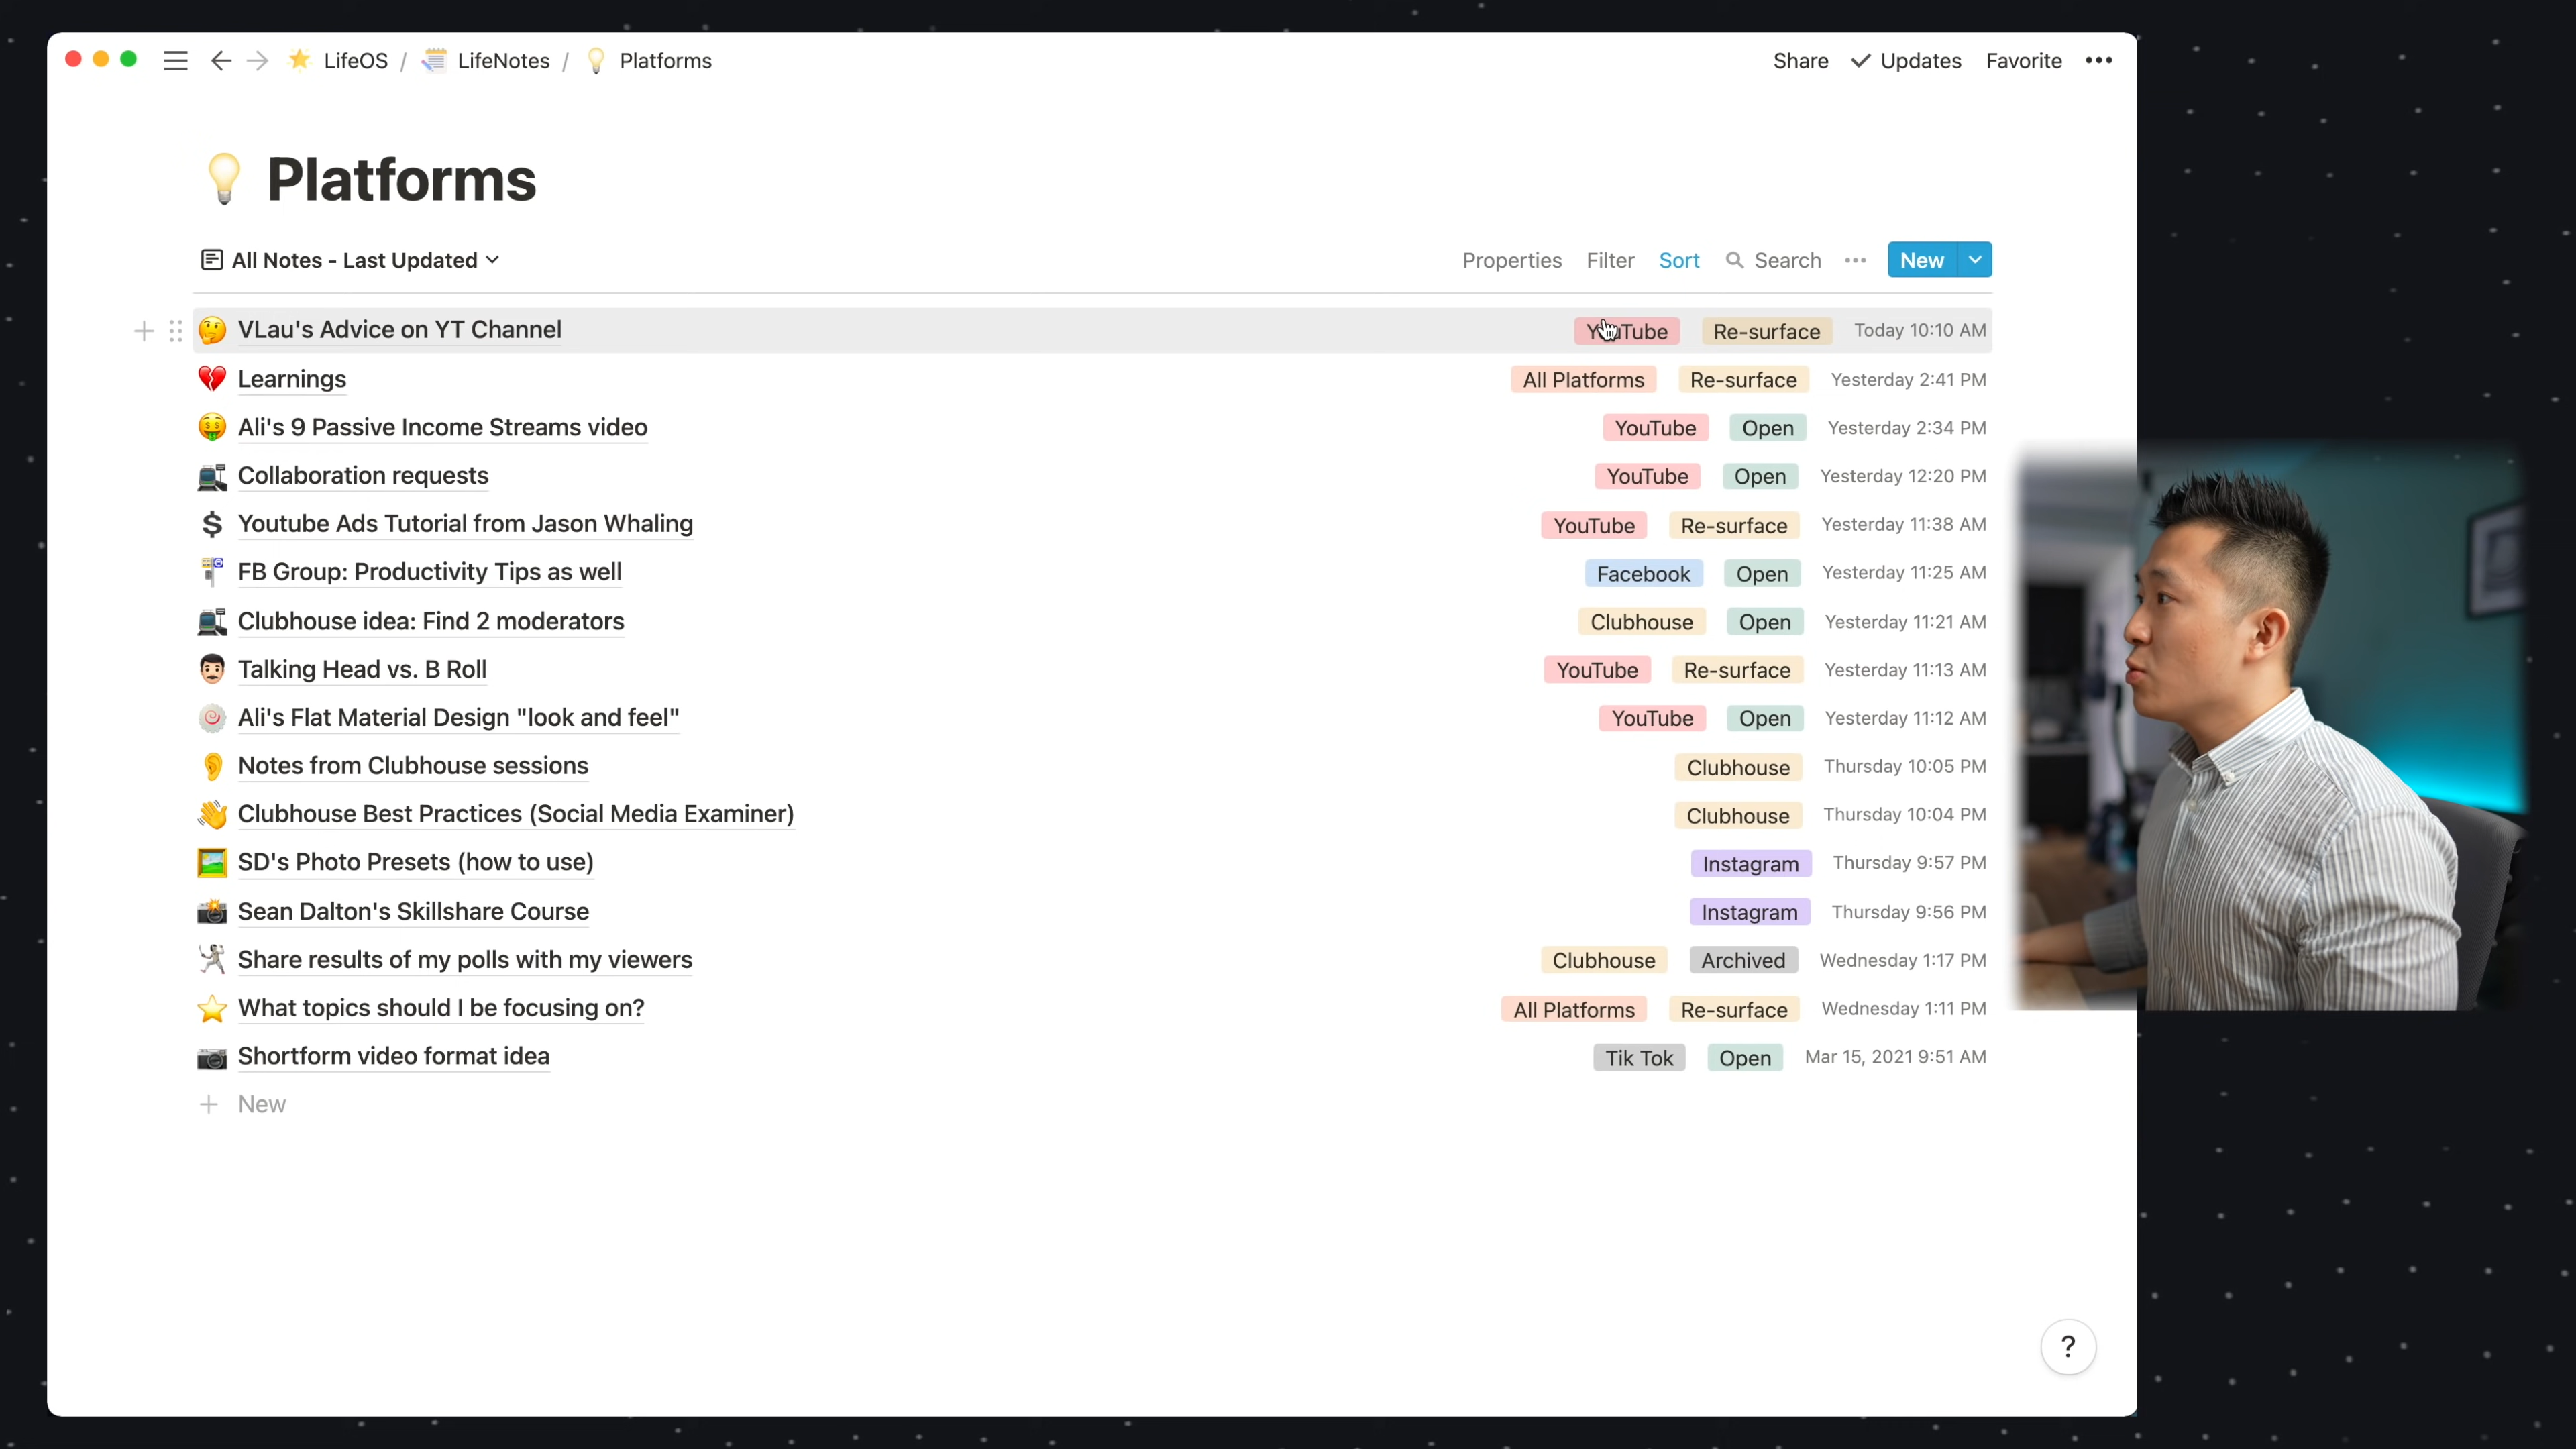 LifeOS / LifeNotes / Platforms Share Updates Favorite
Platforms
All Notes - Last Updated Properties Filter Sort Search New
VLau's Advice on YT Channel YouTube Re-surface Today 10:10 AM
Learnings All Platforms Re-surface Yesterday 2:41 PM
Ali's 9 Passive Income Streams video YouTube Open Yesterday 2:34 PM
Collaboration requests YouTube Open Yesterday 12:20 PM
Youtube Ads Tutorial from Jason Whaling YouTube Re-surface Yesterday 11:38 AM
FB Group: Productivity Tips as well Facebook Open Yesterday 11:25 AM
Clubhouse idea: Find 2 moderators Clubhouse Open Yesterday 11:21 AM
Talking Head vs. B Roll YouTube Re-surface Yesterday 11:13 AM
Ali's Flat Material Design "look and feel" YouTube Open Yesterday 11:12 AM
Notes from Clubhouse sessions Clubhouse Thursday 10:05 PM
Clubhouse Best Practices (Social Media Examiner) Clubhouse Thursday 10:04 PM
SD's Photo Presets (how to use) Instagram Thursday 9:57 PM
Sean Dalton's Skillshare Course Instagram Thursday 9:56 PM
Share results of my polls with my viewers Clubhouse Archived Wednesday 1:17 PM
What topics should I be focusing on? All Platforms Re-surface Wednesday 1:11 PM
Shortform video format idea Tik Tok Open Mar 15, 2021 9:51 AM
+ New
?